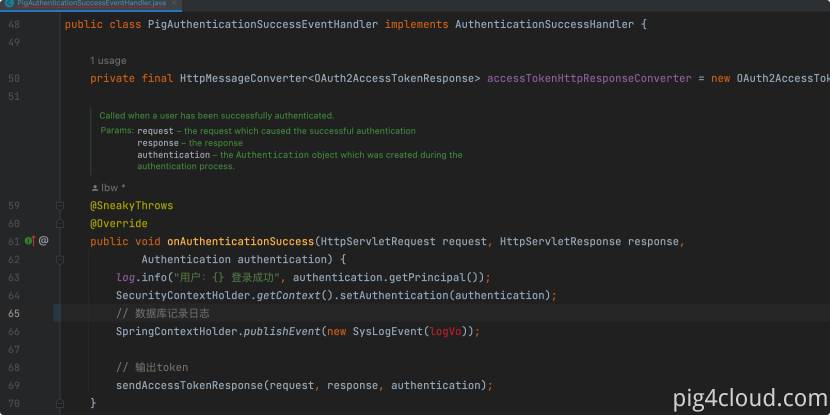 PigAuthenticationSuccessEventHandler.java
48 public class PigAuthenticationSuccessEventHandler implements AuthenticationSuccessHandler {
49
1 usage
50 private final HttpMessageConverter<OAuth2AccessTokenResponse> accessTokenHttpResponseConverter = new OAuth2AccessTok
51
Called when a user has been successfully authenticated.
Params: request – the request which caused the successful authentication
response – the response
authentication – the Authentication object which was created during the
authentication process.
lbw *
59 @SneakyThrows
60 @Override
61 @ public void onAuthenticationSuccess(HttpServletRequest request, HttpServletResponse response,
62 Authentication authentication) {
63 log.info("用户: {} 登录成功", authentication.getPrincipal());
64 SecurityContextHolder.getContext().setAuthentication(authentication);
65 // 数据库记录日志
66 SpringContextHolder.publishEvent(new SysLogEvent(logVo));
67
68 // 输出token
69 sendAccessTokenResponse(request, response, authentication);
70 }
pig4cloud.com